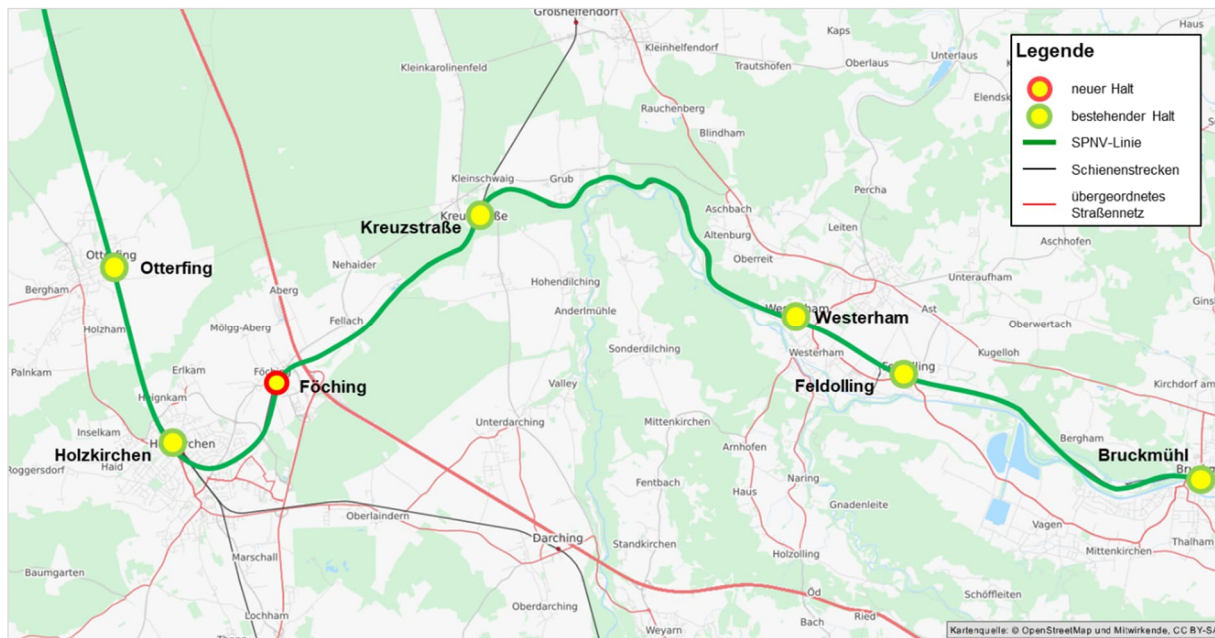 Großhelfendorf
Kaps
Haus
Kleinhelfendorf
Unterlaus
Trautshofen
Oberlaus
Kleinkarolinenfeld
Rauchenberg
Blindham
Legende
neuer Halt
bestehender Halt
SPNV-Linie
Schienenstrecken
übergeordnetes
Straßennetz
Kleinschwaig
Grub
Percha
Aschbach
Kreuzstraße
Altenburg
Leiten
Aschhofen
Otterfing
Nehaider
Oberreit
Unteraufham
Bergham
Aberg
Hohendilching
Holzham
Mölgg-Aberg
Fellach
Anderlmühle
Westerham
Ast
Oberwertach
Palnkam
Erlkam
Föching
Sonderdilching
Westerham
Kugelloh
Feldolling
Kirchdorf am
Heignkam
Valley
Inselkam
Holzkirchen
Unterdarching
Mittenkirchen
Arnhofen
Bergham
Bruckmühl
Roggersdorf
Haid
Fentbach
Haus
Naring
Gnadenleite
Oberlaindern
Vagen
Thalham
Darching
Standkirchen
Holzolling
Mittenkirchen
Marschall
Baumgarten
Oberdarching
Öd
Schöffleiten
Lochham
Weyarn
Bach
Ried
Kartenquelle: © OpenStreetMap und Mitwirkende, CC BY-SA